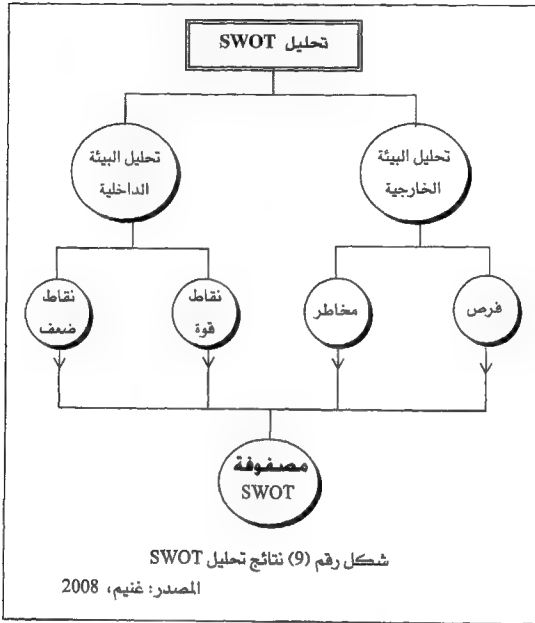 تحليل SWOT
تحليل البيئة
الخارجية
تحليل البيئة
الداخلية
فرص
مخاطر
نقاط
قوة
نقاط
ضعف
مصفوفة
SWOT
شكل رقم (9) نتائج تحليل SWOT
المصدر: غنيم، 2008